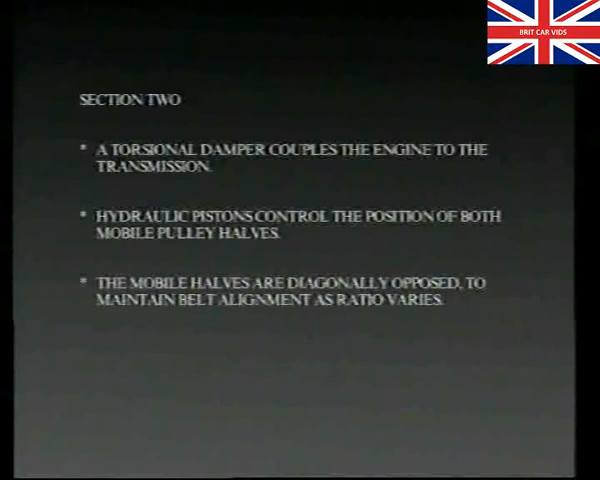 BRIT CAR VIDS
SECTION TWO
* A TORSIONAL DAMPER COUPLES THE ENGINE TO THE
TRANSMISSION.
* HYDRAULIC PISTONS CONTROL THE POSITION OF BOTH
MOBILE PULLEY HALVES.
* THE MOBILE HALVES ARE DIAGONALLY OPPOSED, TO
MAINTAIN BELT ALIGNMENT AS RATIO VARIES.